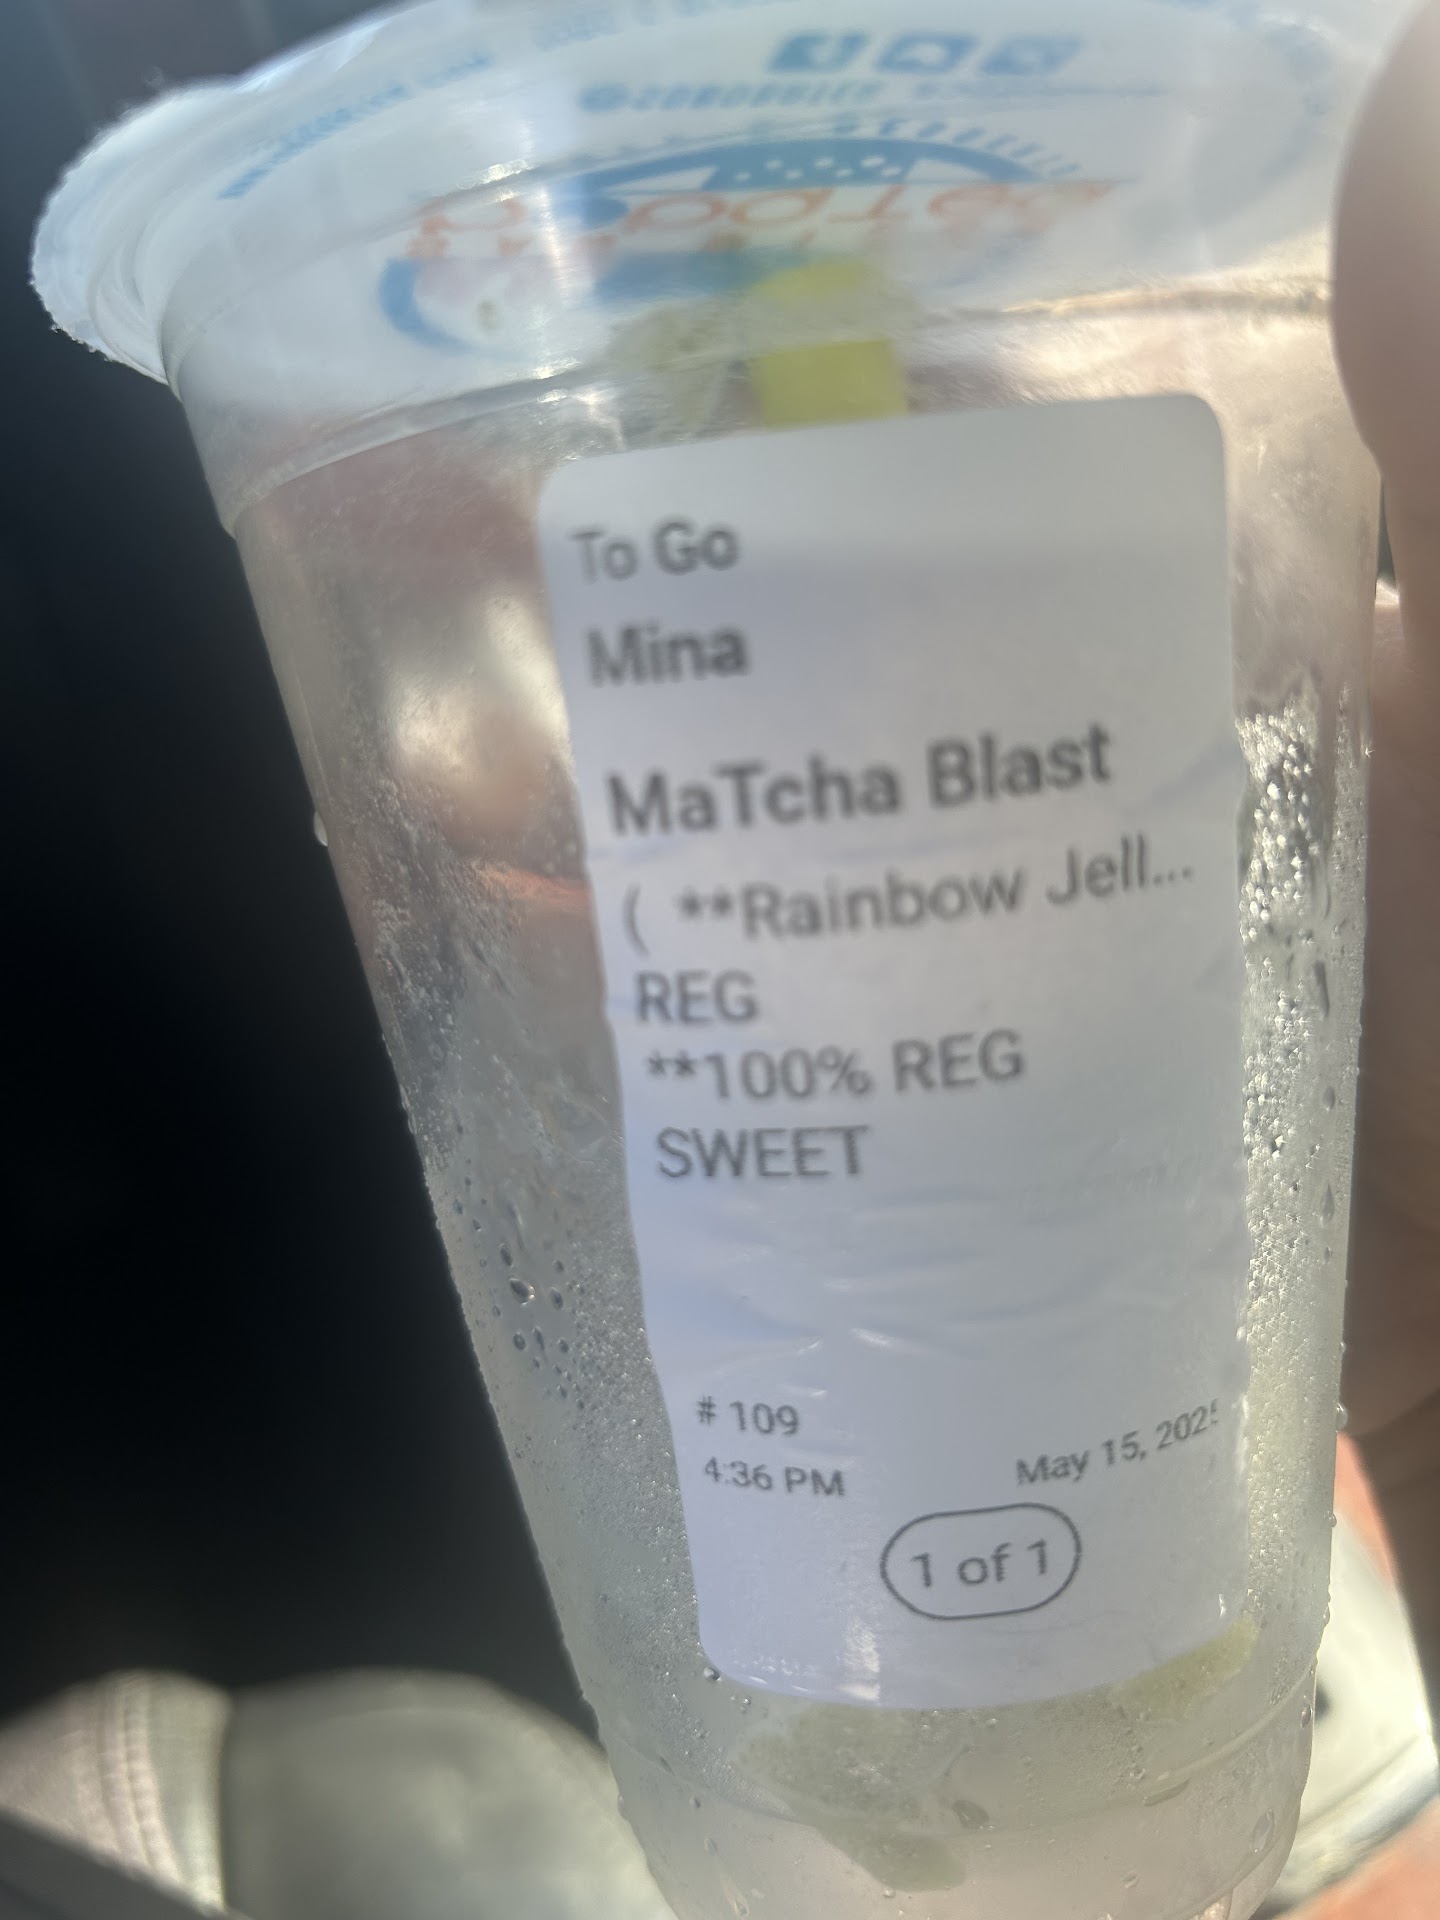 To Go
Mina
MaTcha Blast
( **Rainbow Jell...
REG
**100% REG
SWEET
# 109
4:36 PM
May 15, 2025
1 of 1